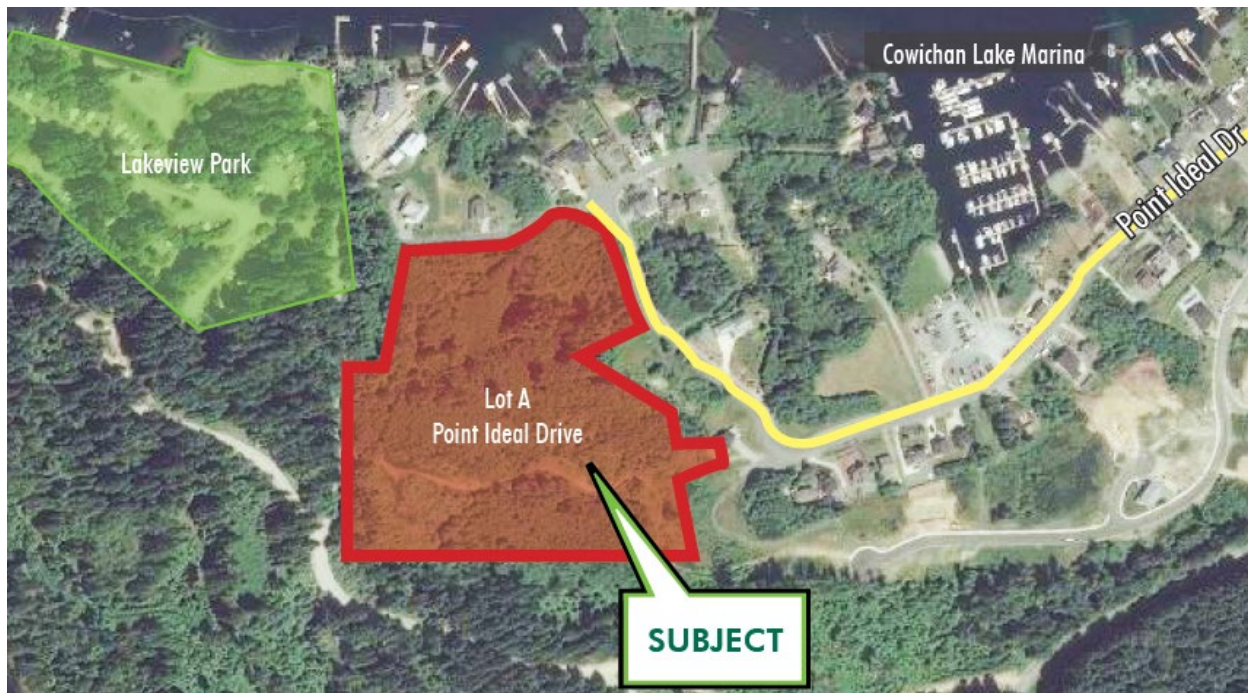 Cowichan Lake Marina
Lakeview Park
Point Ideal Dr
Lot A
Point Ideal Drive
SUBJECT